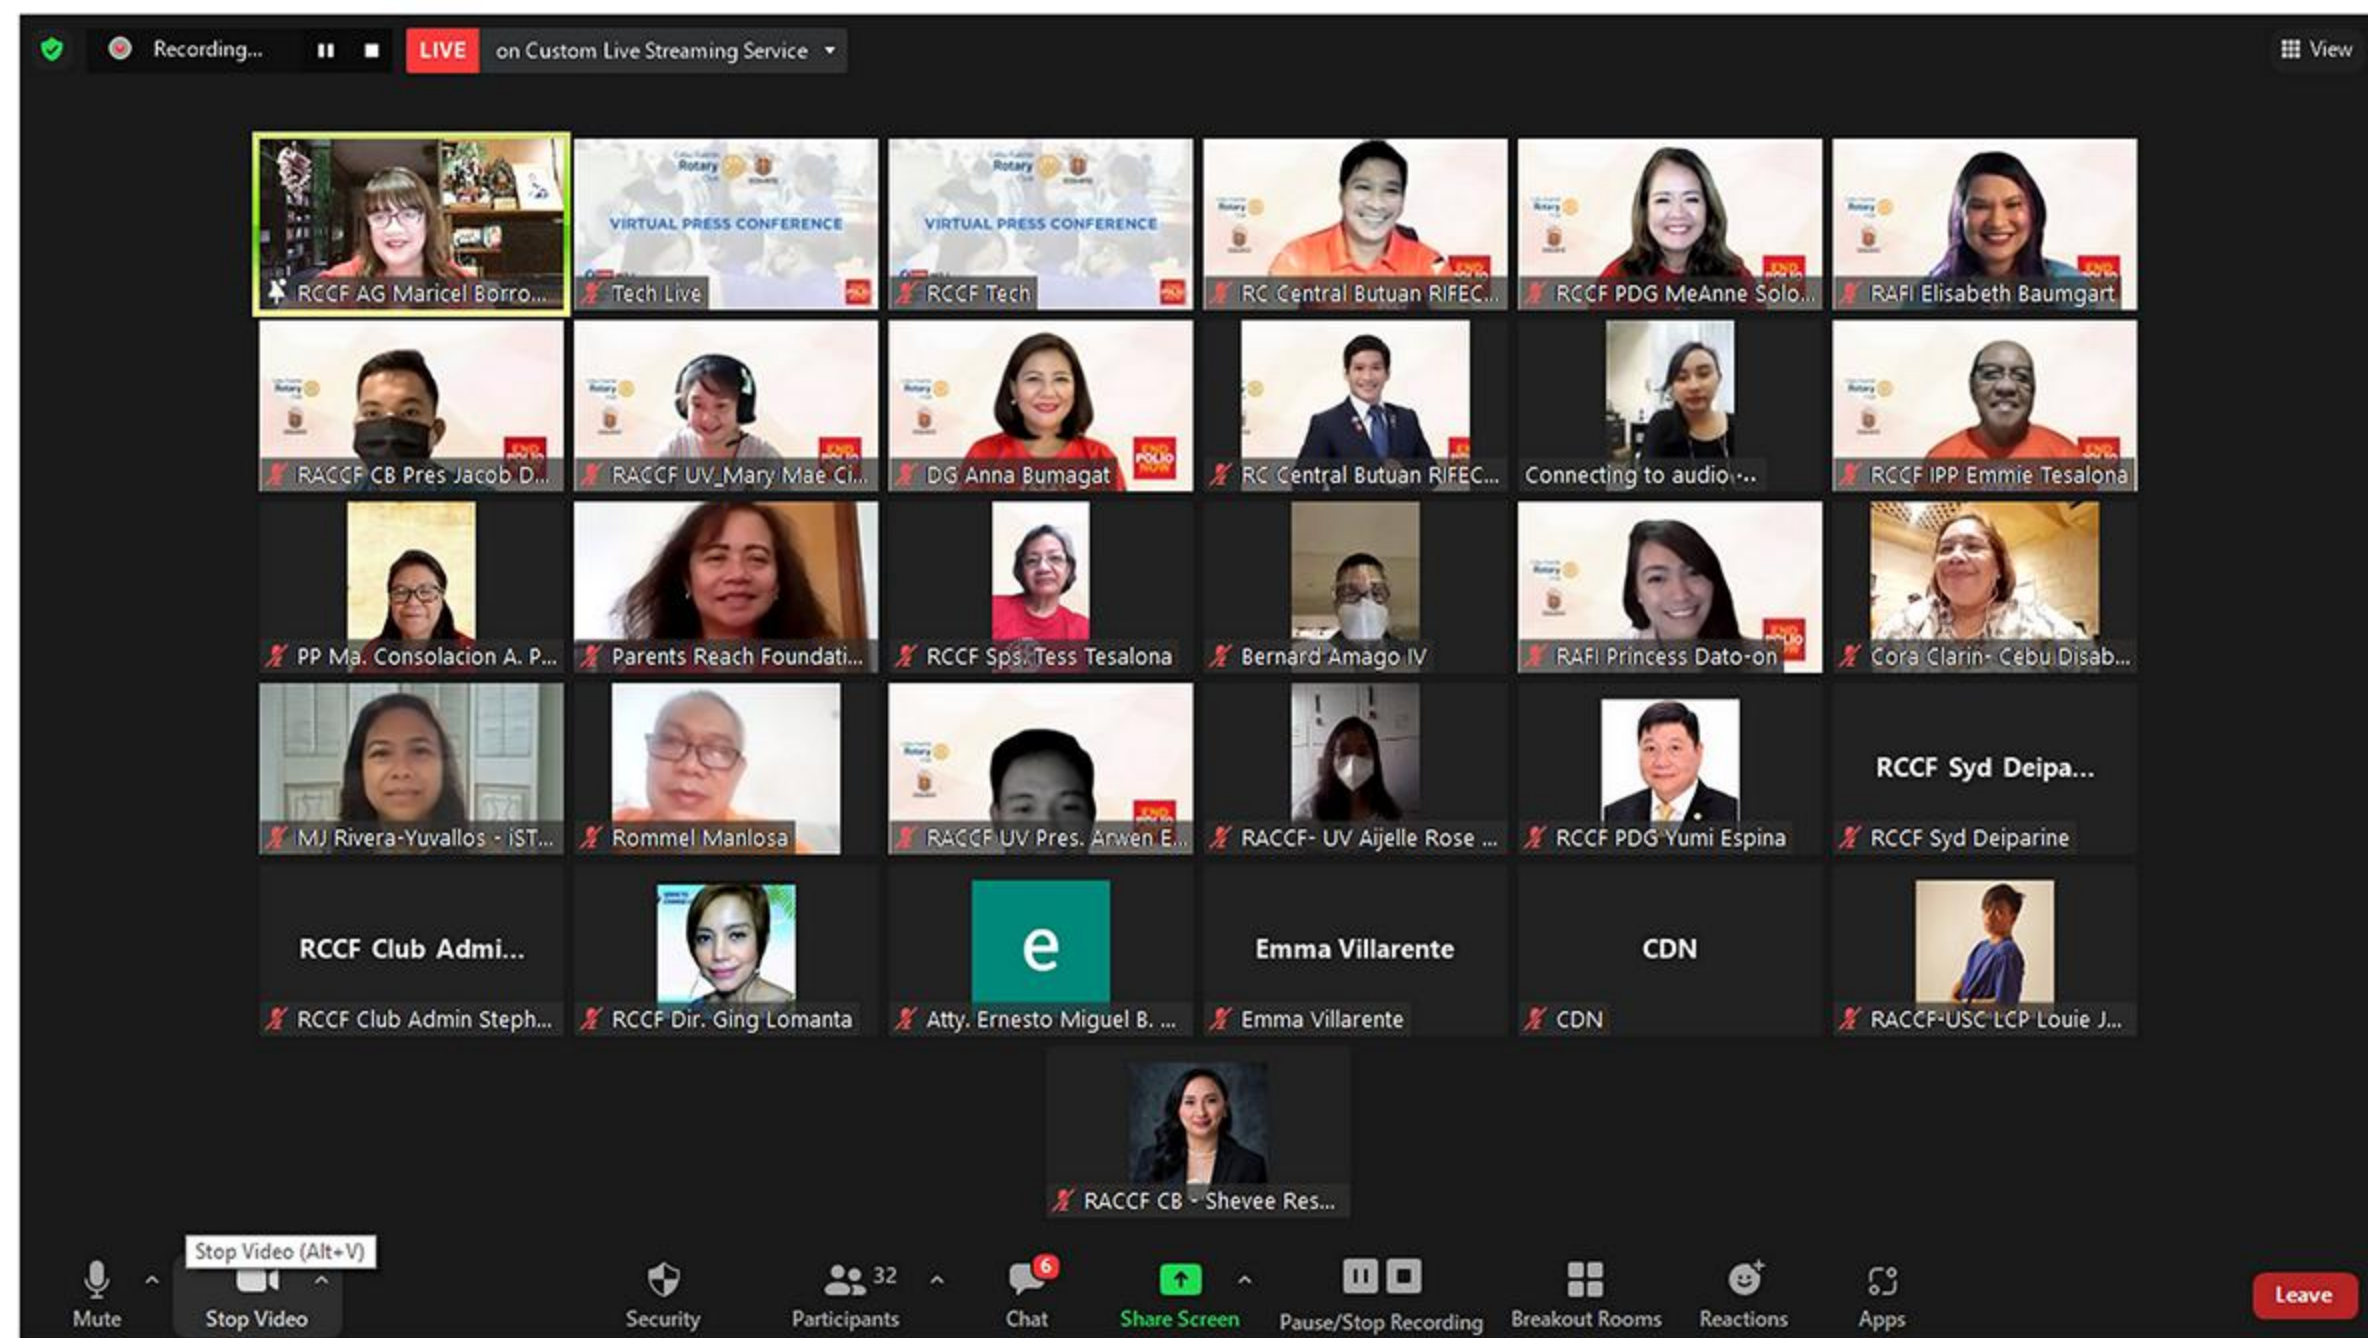 Recording...
LIVE on Custom Live Streaming Service
View
Rotary
VIRTUAL PRESS CONFERENCE
Rotary
VIRTUAL PRESS CONFERENCE
RCCF AG Maricel Borro...
Tech Live
RCCF Tech
RC Central Butuan RIFEC...
RCCF PDG MeAnne Solo...
RAFI Elisabeth Baumgart
RACCF CB Pres Jacob D...
RACCF UV_Mary Mae Ci...
END POLIO NOW
DG Anna Bumagat
RC Central Butuan RIFEC...
Connecting to audio ...
RCCF IPP Emmie Tesalona
PP Ma. Consolacion A. P...
Parents Reach Foundati...
RCCF Sps. Tess Tesalona
Bernard Amago IV
RAFI Princess Dato-on
Cora Clarin- Cebu Disab...
MJ Rivera-Yuvallos - iST...
Rommel Manlosa
RACCF UV Pres. Arwen E...
RACCF- UV Aijelle Rose ...
RCCF PDG Yumi Espina
RCCF Syd Deipa...
RCCF Syd Deiparine
RCCF Club Admi...
RCCF Club Admin Steph...
RCCF Dir. Ging Lomanta
e
Atty. Ernesto Miguel B. ...
Emma Villarente
Emma Villarente
CDN
CDN
RACCF-USC LCP Louie J...
RACCF CB - Shevee Res...
Stop Video (Alt+V)
Mute
Stop Video
Security
32
Participants
6
Chat
Share Screen
Pause/Stop Recording
Breakout Rooms
Reactions
Apps
Leave